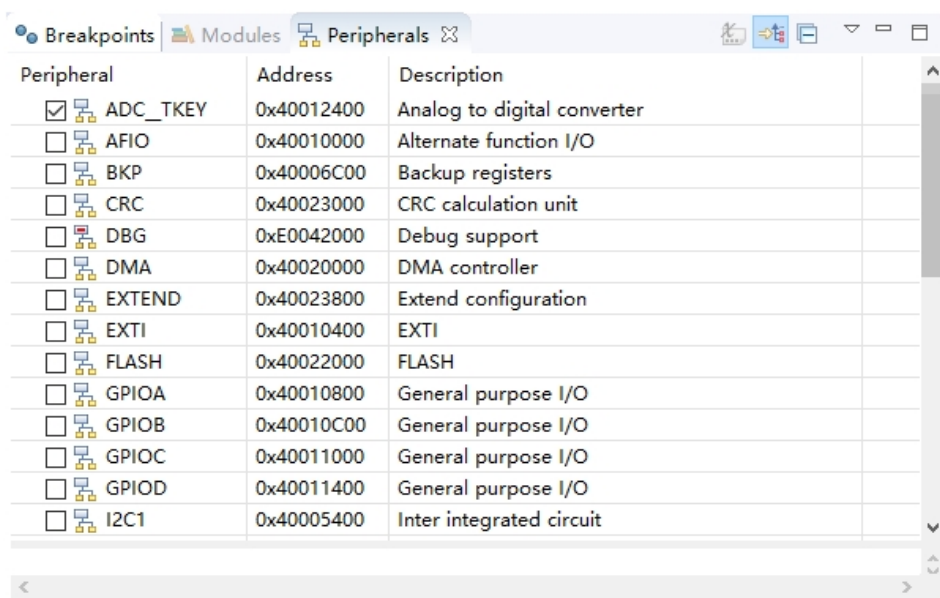 Breakpoints Modules Peripherals
Peripheral Address Description
ADC_TKEY 0x40012400 Analog to digital converter
AFIO 0x40010000 Alternate function I/O
BKP 0x40006C00 Backup registers
CRC 0x40023000 CRC calculation unit
DBG 0xE0042000 Debug support
DMA 0x40020000 DMA controller
EXTEND 0x40023800 Extend configuration
EXTI 0x40010400 EXTI
FLASH 0x40022000 FLASH
GPIOA 0x40010800 General purpose I/O
GPIOB 0x40010C00 General purpose I/O
GPIOC 0x40011000 General purpose I/O
GPIOD 0x40011400 General purpose I/O
I2C1 0x40005400 Inter integrated circuit